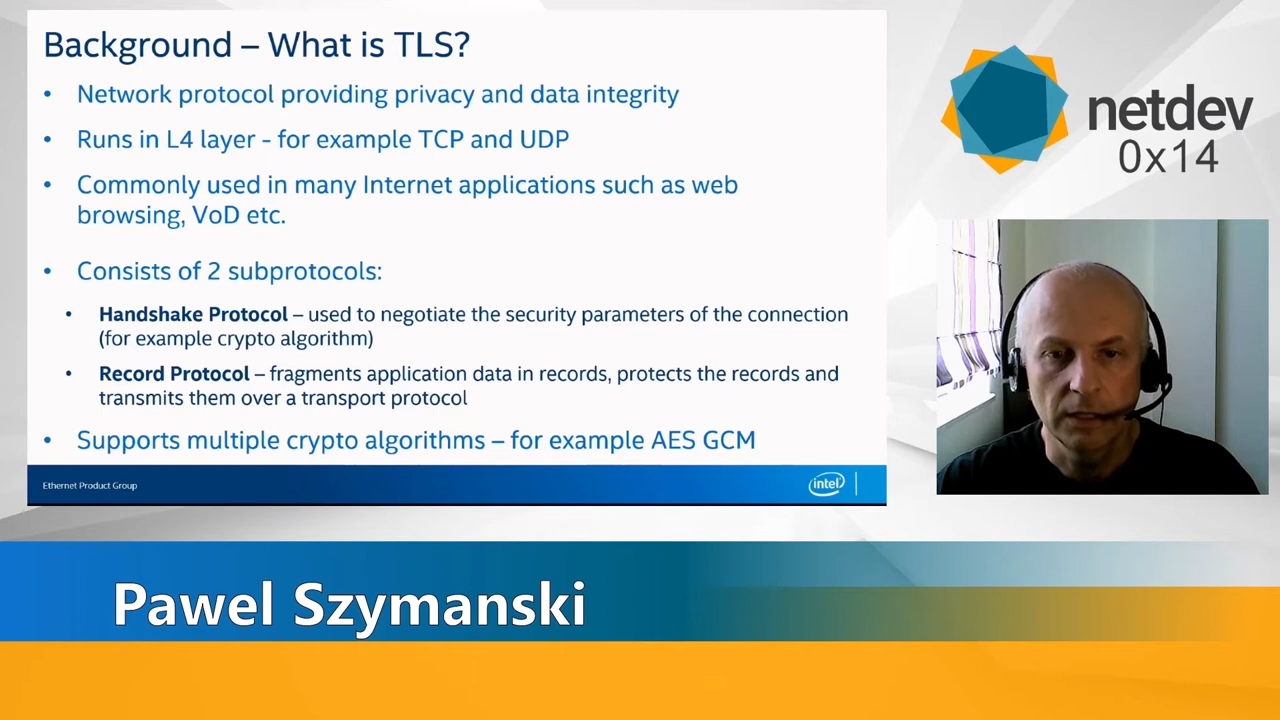 Background – What is TLS?
• Network protocol providing privacy and data integrity
• Runs in L4 layer - for example TCP and UDP
• Commonly used in many Internet applications such as web
browsing, VoD etc.
• Consists of 2 subprotocols:
• Handshake Protocol – used to negotiate the security parameters of the connection
(for example crypto algorithm)
• Record Protocol – fragments application data in records, protects the records and
transmits them over a transport protocol
• Supports multiple crypto algorithms – for example AES GCM
Ethernet Product Group
intel
netdev
0x14
Pawel Szymanski